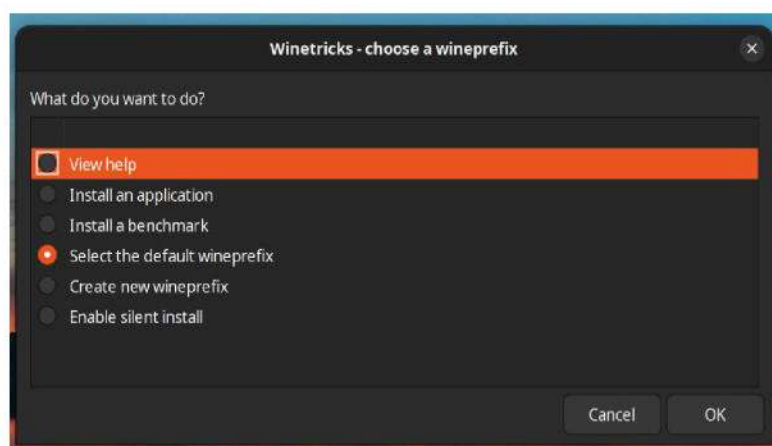 Winetricks - choose a wineprefix
What do you want to do?
View help
Install an application
Install a benchmark
Select the default wineprefix
Create new wineprefix
Enable silent install
Cancel OK